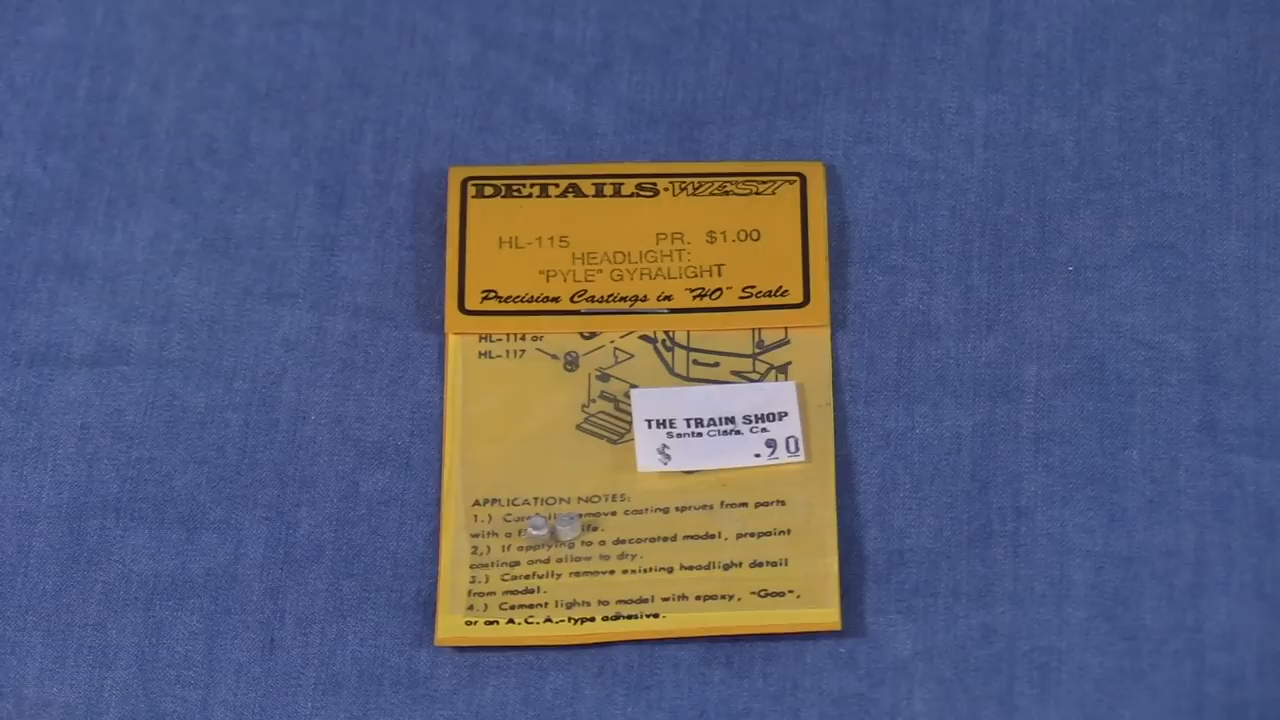 DETAILS·WEST
HL-115 PR. $1.00
HEADLIGHT:
"PYLE" GYRALIGHT
Precision Castings in "HO" Scale
HL-114 or
HL-117
THE TRAIN SHOP
Santa Clara, Ca.
$ .90
APPLICATION NOTES:
1.) Carefully remove casting sprues from parts
with a knife.
2,) If applying to a decorated model, prepaint
castings and allow to dry.
3.) Carefully remove existing headlight detail
from model.
4.) Cement lights to model with epoxy, "Goo",
or an A.C.A.-type adhesive.